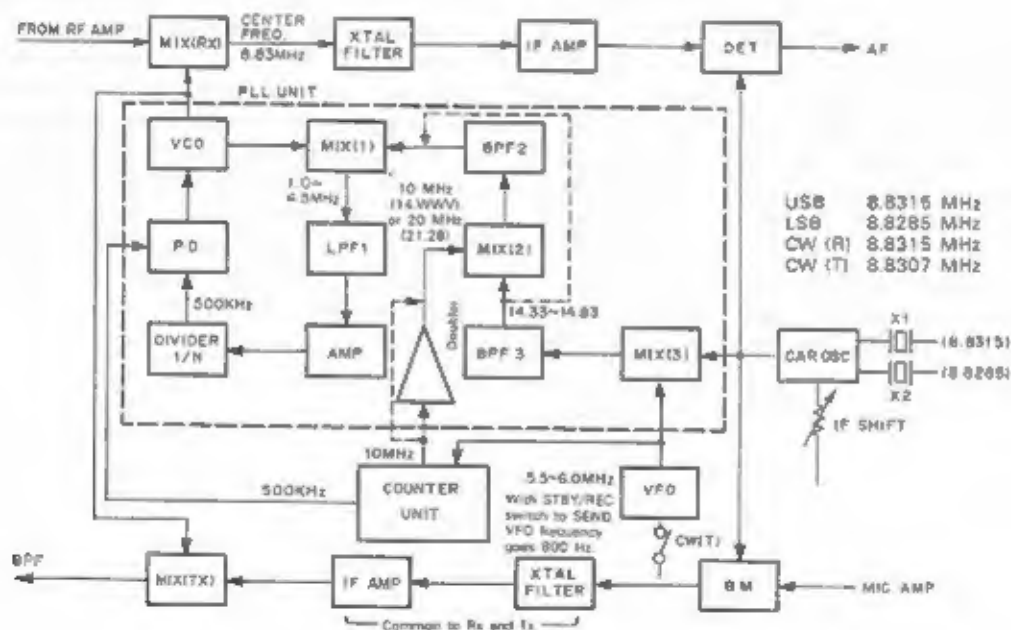 FROM RF AMP
MIX(RX)
CENTER
FREQ.
8.83MHz
XTAL
FILTER
IF AMP
DET
AF
PLL UNIT
VCO
MIX(1)
BPF2
1.0~
6.5MHz
10 MHz
(14.WWV)
or 20 MHz
(21.28)
USB 8.8315 MHz
LSB 8.8285 MHz
CW (R) 8.8315 MHz
CW (T) 8.8307 MHz
PD
LPF1
MIX(2)
500KHz
14.33~14.83
DIVIDER
1/N
AMP
Doubler
BPF3
MIX(3)
CAR OSC
X1
(8.8315)
(8.8285)
X2
IF SHIFT
10MHz
500KHz
COUNTER
UNIT
5.5~6.0MHz
With STBY/REC
switch to SEND
VFO frequency
goes 800 Hz.
VFO
CW(T)
BPF
MIX(TX)
IF AMP
XTAL
FILTER
BM
MIC AMP
Common to Rx and Tx